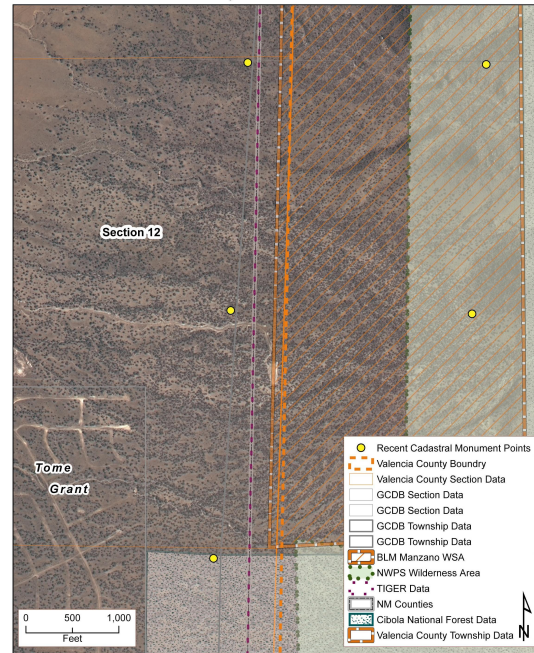 Section 12
Tome
Grant
Recent Cadastral Monument Points
Valencia County Boundry
Valencia County Section Data
GCDB Section Data
GCDB Section Data
GCDB Township Data
GCDB Township Data
BLM Manzano WSA
NWPS Wilderness Area
TIGER Data
NM Counties
Cibola National Forest Data
Valencia County Township Data
0 500 1,000
Feet
N